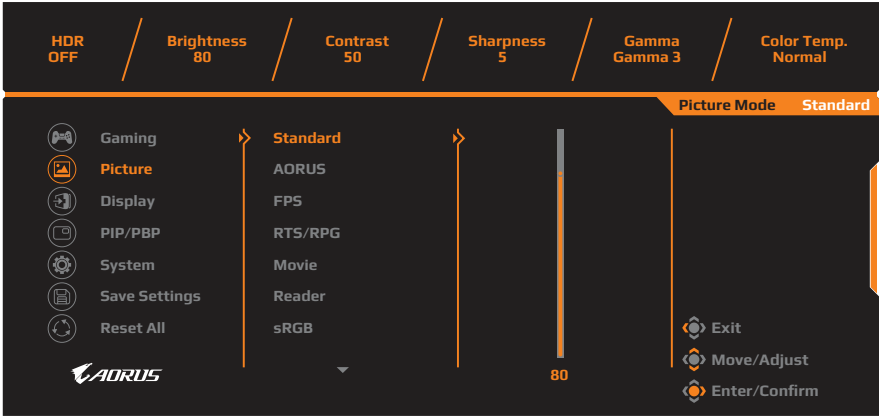 HDR
OFF
Brightness
80
Contrast
50
Sharpness
5
Gamma
Gamma 3
Color Temp.
Normal
Picture Mode Standard
Gaming
Picture
Display
PIP/PBP
System
Save Settings
Reset All
Standard
AORUS
FPS
RTS/RPG
Movie
Reader
sRGB
80
Exit
Move/Adjust
Enter/Confirm
AORUS